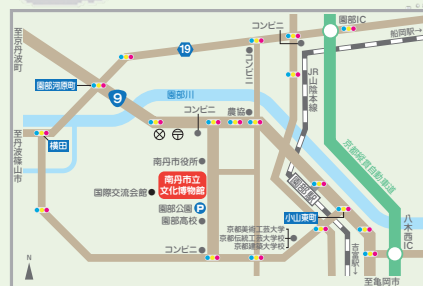 コンビニ
園部IC
船岡駅→
至京丹波町
19
コンビニ
JR山陰本線
園部河原町
9
園部川
コンビニ
農協
京都縦貫自動車道
横田
至丹波篠山市
南丹市役所
南丹市立
文化博物館
国際交流会館
園部公園 P
園部高校
園部駅
小山東町
京都美術工芸大学
京都伝統工芸大学校
京都建築大学校
コンビニ
八木西IC
吉富駅→
至亀岡市
N